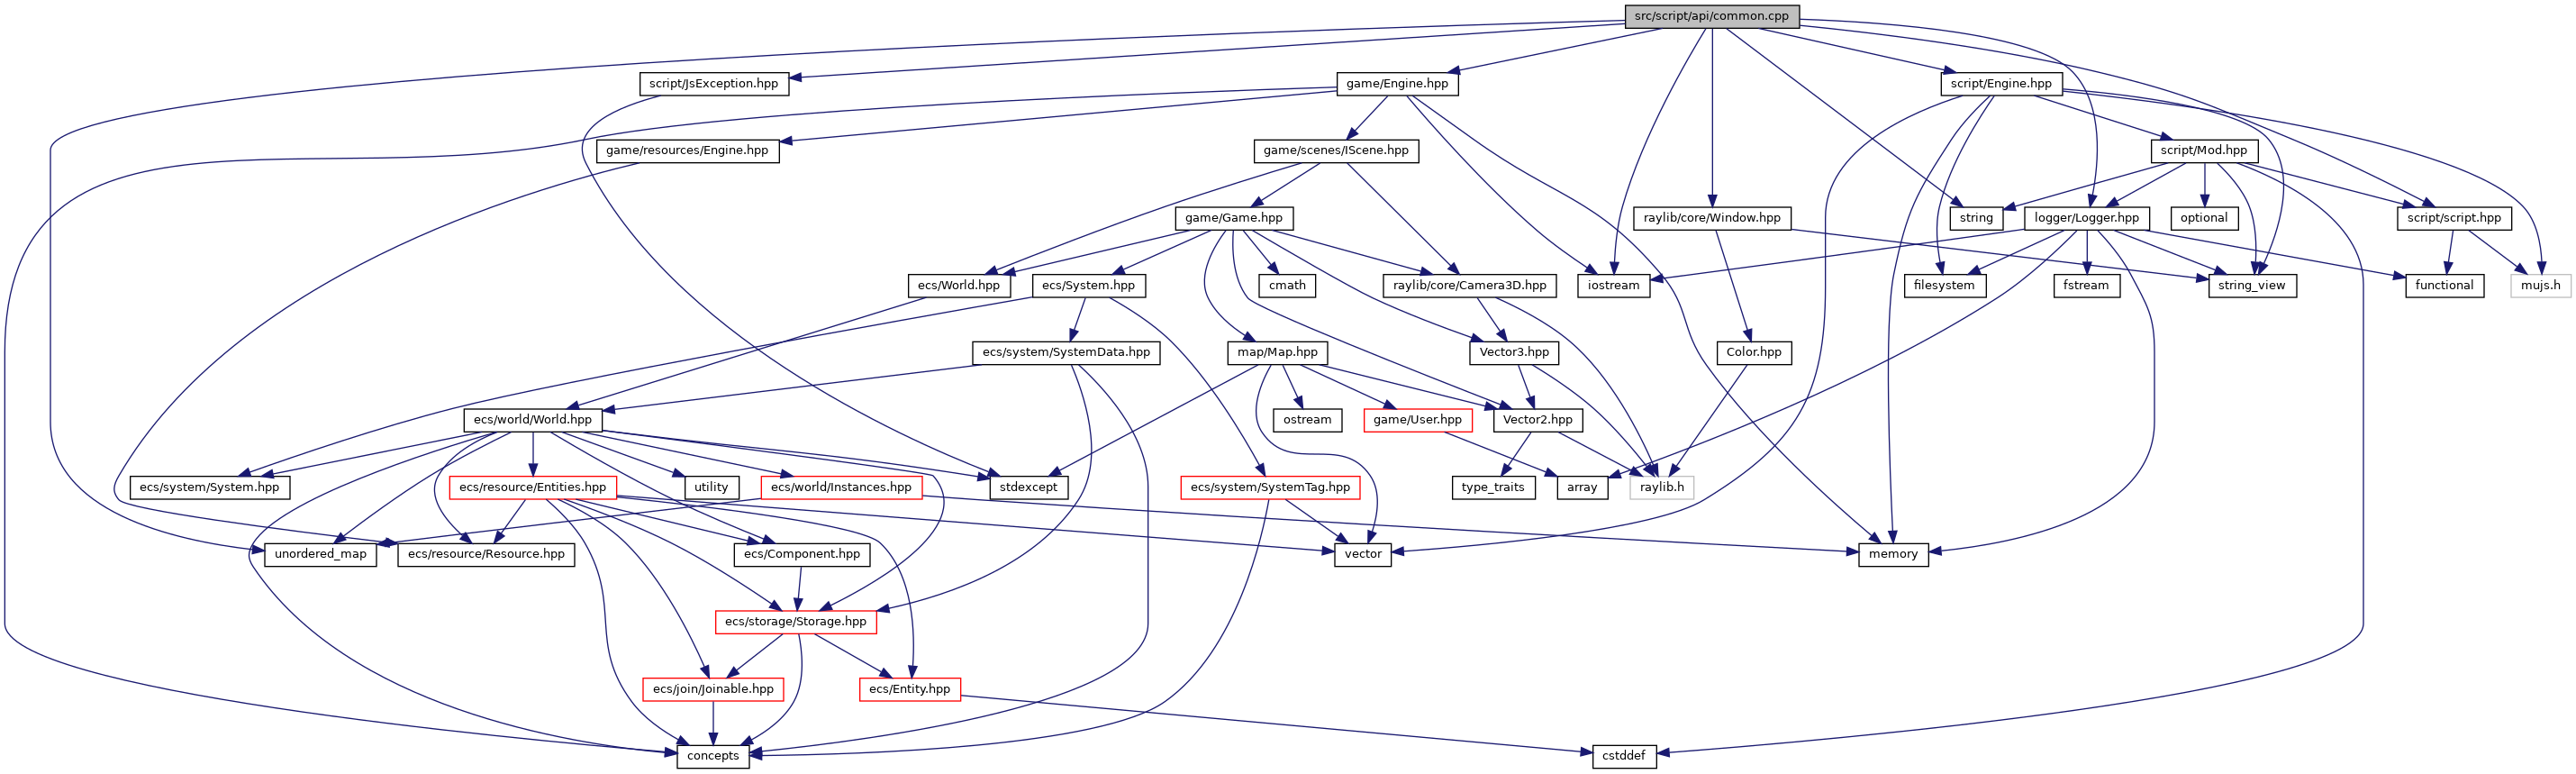 src/script/api/common.cpp
script/JsException.hpp
game/Engine.hpp
script/Engine.hpp
game/resources/Engine.hpp
game/scenes/IScene.hpp
script/Mod.hpp
game/Game.hpp
raylib/core/Window.hpp
string
logger/Logger.hpp
optional
script/script.hpp
ecs/World.hpp
ecs/System.hpp
cmath
raylib/core/Camera3D.hpp
iostream
filesystem
fstream
string_view
functional
mujs.h
ecs/system/SystemData.hpp
map/Map.hpp
Vector3.hpp
Color.hpp
ecs/world/World.hpp
ostream
game/User.hpp
Vector2.hpp
ecs/system/System.hpp
ecs/resource/Entities.hpp
utility
ecs/world/Instances.hpp
stdexcept
ecs/system/SystemTag.hpp
type_traits
array
raylib.h
unordered_map
ecs/resource/Resource.hpp
ecs/Component.hpp
vector
memory
ecs/storage/Storage.hpp
ecs/join/Joinable.hpp
ecs/Entity.hpp
concepts
cstddef